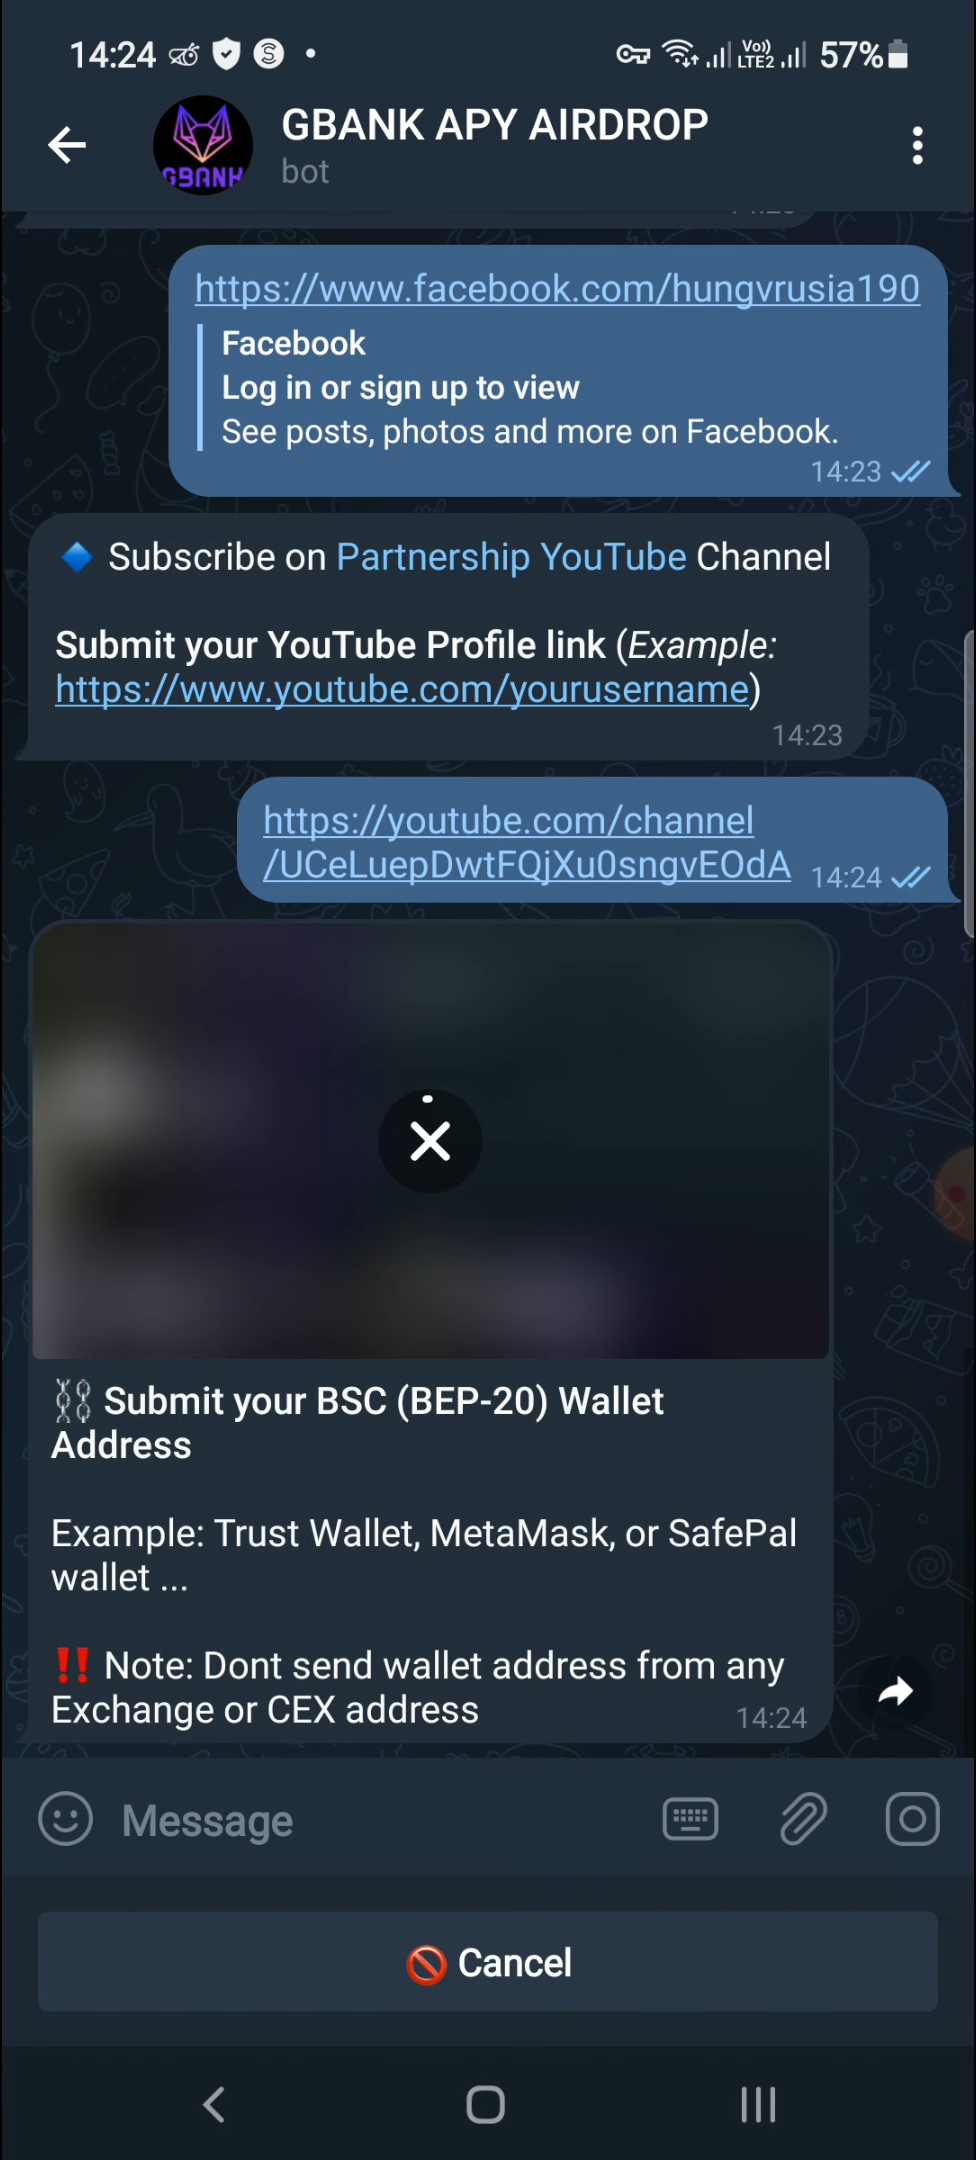 14:24
Vo))
LTE2
57%
GBANK APY AIRDROP
GBANK
bot
https://www.facebook.com/hungvrusia190
Facebook
Log in or sign up to view
See posts, photos and more on Facebook.
14:23
🔷 Subscribe on Partnership YouTube Channel
Submit your YouTube Profile link (Example:
https://www.youtube.com/yourusername)
14:23
https://youtube.com/channel
/UCeLuepDwtFQjXu0sngvEOdA
14:24
⛓️ Submit your BSC (BEP-20) Wallet
Address
Example: Trust Wallet, MetaMask, or SafePal
wallet ...
‼️ Note: Dont send wallet address from any
Exchange or CEX address
14:24
Message
🚫 Cancel